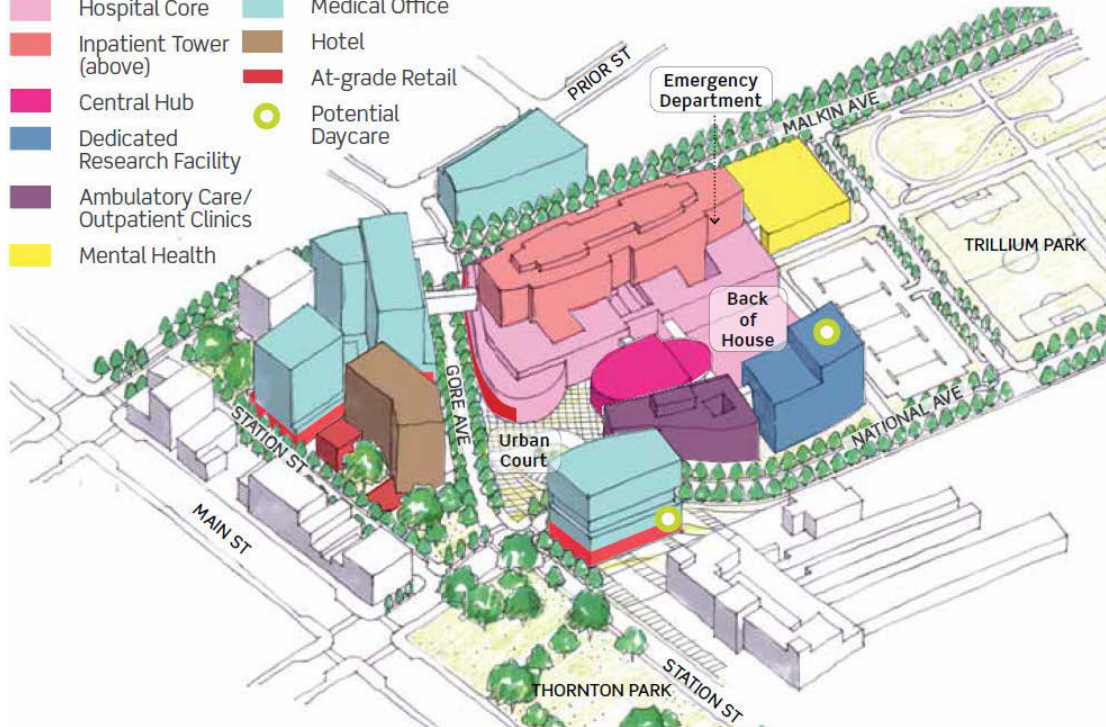 Hospital Core
Inpatient Tower
(above)
Central Hub
Dedicated
Research Facility
Ambulatory Care/
Outpatient Clinics
Mental Health
Medical Office
Hotel
At-grade Retail
Potential
Daycare
PRIOR ST
Emergency
Department
MALKIN AVE
TRILLIUM PARK
Back
of
House
GORE AVE
NATIONAL AVE
STATION ST
Urban
Court
MAIN ST
THORNTON PARK
STATION ST